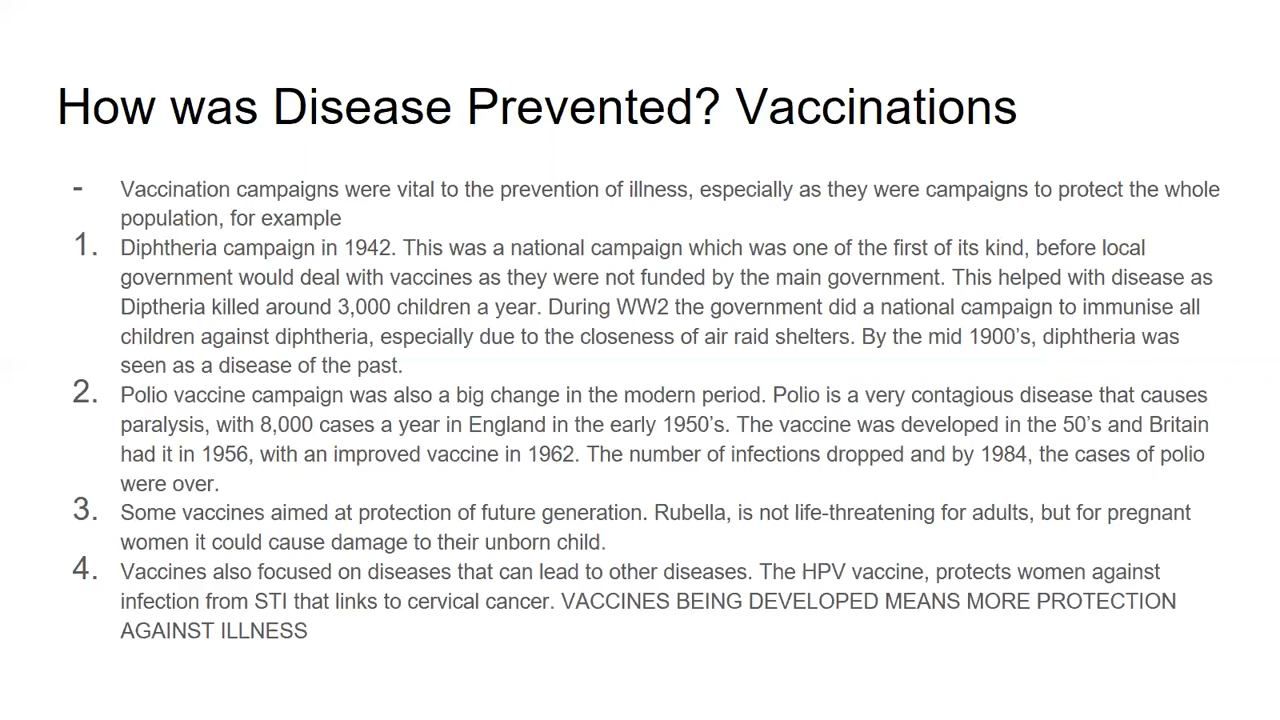 How was Disease Prevented? Vaccinations
- Vaccination campaigns were vital to the prevention of illness, especially as they were campaigns to protect the whole
population, for example
1. Diphtheria campaign in 1942. This was a national campaign which was one of the first of its kind, before local
government would deal with vaccines as they were not funded by the main government. This helped with disease as
Diptheria killed around 3,000 children a year. During WW2 the government did a national campaign to immunise all
children against diphtheria, especially due to the closeness of air raid shelters. By the mid 1900's, diphtheria was
seen as a disease of the past.
2. Polio vaccine campaign was also a big change in the modern period. Polio is a very contagious disease that causes
paralysis, with 8,000 cases a year in England in the early 1950's. The vaccine was developed in the 50's and Britain
had it in 1956, with an improved vaccine in 1962. The number of infections dropped and by 1984, the cases of polio
were over.
3. Some vaccines aimed at protection of future generation. Rubella, is not life-threatening for adults, but for pregnant
women it could cause damage to their unborn child.
4. Vaccines also focused on diseases that can lead to other diseases. The HPV vaccine, protects women against
infection from STI that links to cervical cancer. VACCINES BEING DEVELOPED MEANS MORE PROTECTION
AGAINST ILLNESS